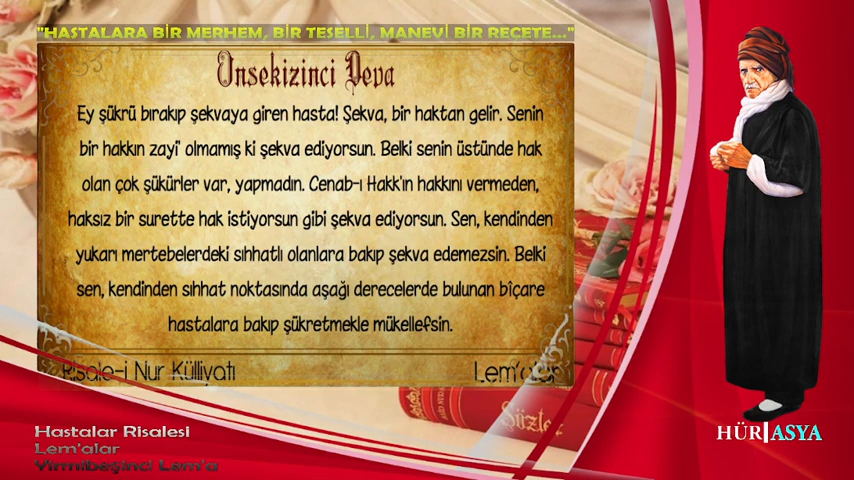 "HASTALARA BİR MERHEM, BİR TESELLİ, MANEVİ BİR REÇETE..."
Onsekizinci Deva
Ey şükrü bırakıp şekvaya giren hasta! Şekva, bir haktan gelir. Senin
bir hakkın zayi' olmamış ki şekva ediyorsun. Belki senin üstünde hak
olan çok şükürler var, yapmadın. Cenab-ı Hakk'ın hakkını vermeden,
haksız bir surette hak istiyorsun gibi şekva ediyorsun. Sen, kendinden
yukarı mertebelerdeki sıhhatli olanlara bakıp şekva edemezsin. Belki
sen, kendinden sıhhat noktasında aşağı derecelerde bulunan bîçare
hastalara bakıp şükretmekle mükellefsin.
Risale-i Nur Külliyatı Lem'alar
Sözler
Hastalar Risalesi
Lem'alar
Yirmibeşinci Lem'a
HÜR ASYA